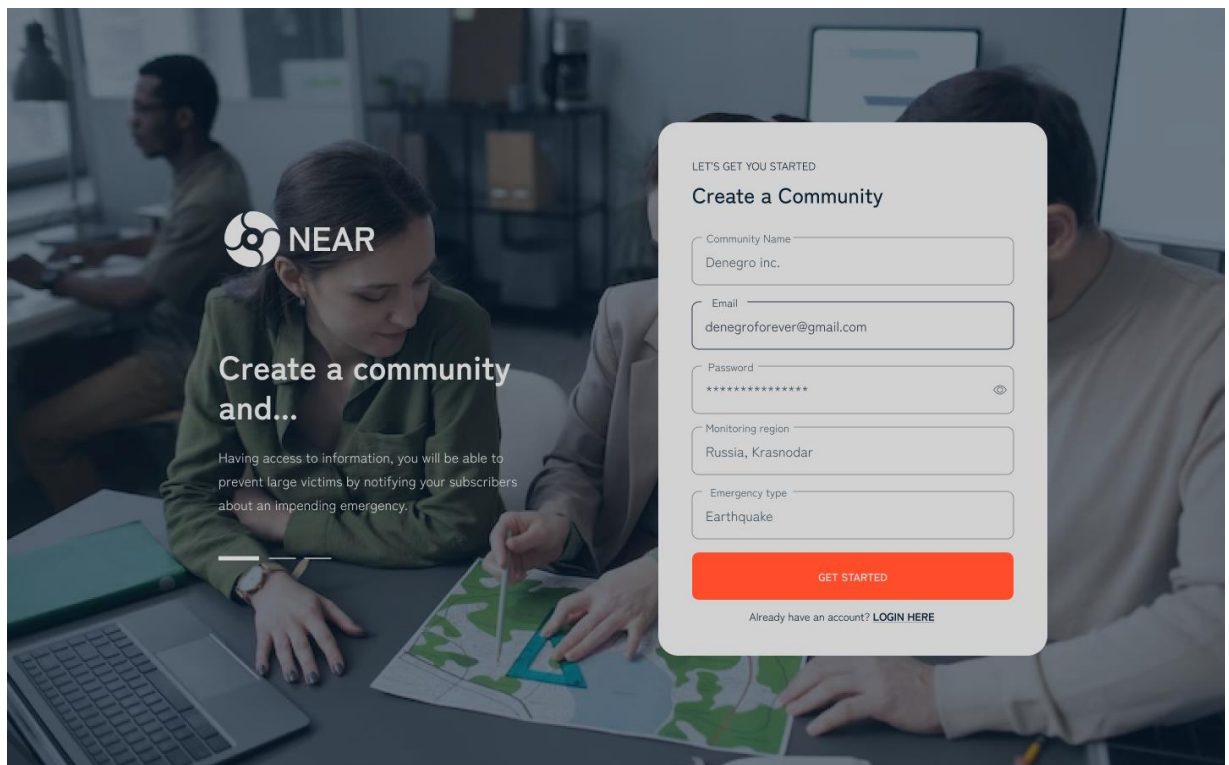 NEAR
Create a community
and...
Having access to information, you will be able to
prevent large victims by notifying your subscribers
about an impending emergency.
LET'S GET YOU STARTED
Create a Community
Community Name
Denegro inc.
Email
denegroforever@gmail.com
Password
***************
Monitoring region
Russia, Krasnodar
Emergency type
Earthquake
GET STARTED
Already have an account? LOGIN HERE